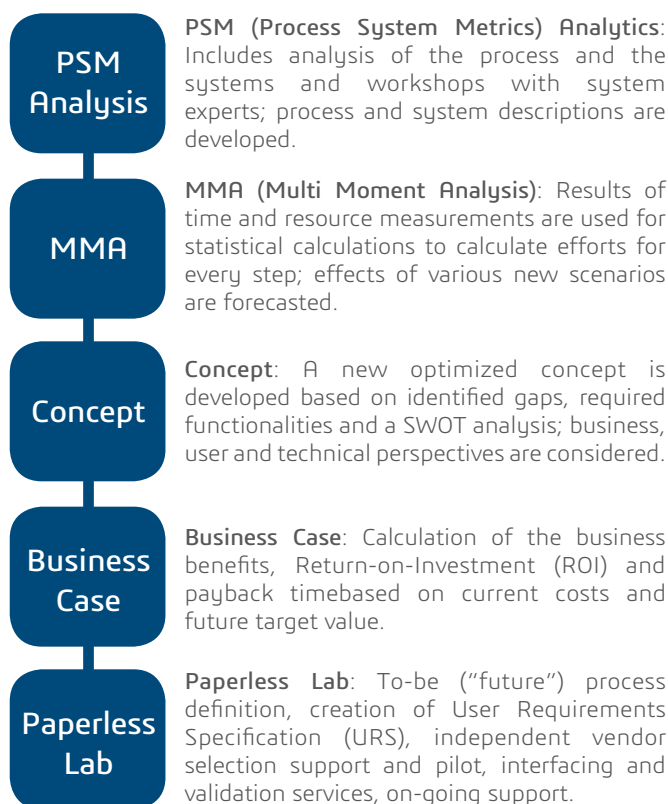 PSM
Analysis
PSM (Process System Metrics) Analytics:
Includes analysis of the process and the
systems and workshops with system
experts; process and system descriptions are
developed.
MMA
MMA (Multi Moment Analysis): Results of
time and resource measurements are used for
statistical calculations to calculate efforts for
every step; effects of various new scenarios
are forecasted.
Concept
Concept: A new optimized concept is
developed based on identified gaps, required
functionalities and a SWOT analysis; business,
user and technical perspectives are considered.
Business
Case
Business Case: Calculation of the business
benefits, Return-on-Investment (ROI) and
payback timebased on current costs and
future target value.
Paperless
Lab
Paperless Lab: To-be (“future”) process
definition, creation of User Requirements
Specification (URS), independent vendor
selection support and pilot, interfacing and
validation services, on-going support.